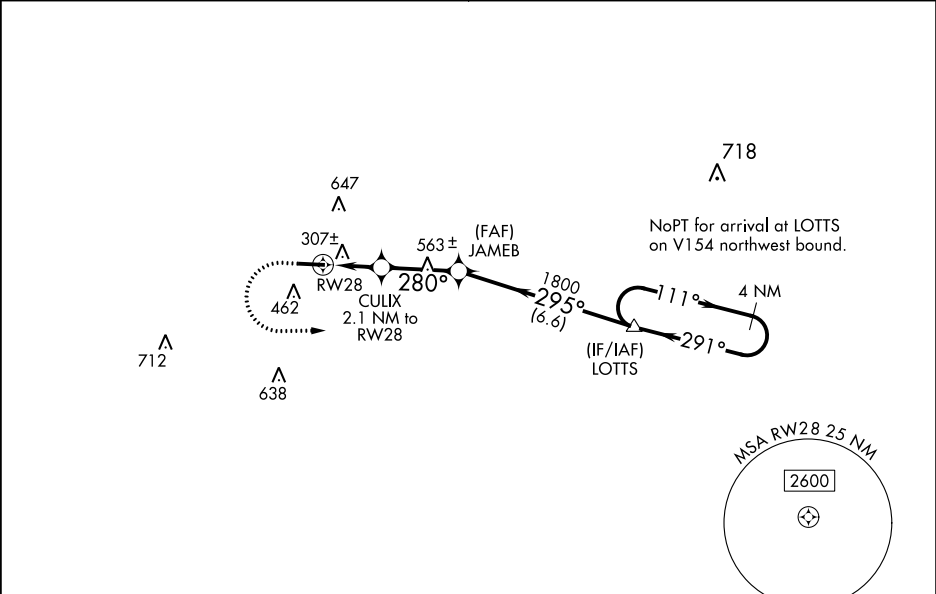 718
647
NoPT for arrival at LOTTS
on V154 northwest bound.
307±
563±
(FAF)
JAMEB
RW28
280°
1800
295°
(6.6)
111°
4 NM
291°
462
CULIX
2.1 NM to
RW28
(IF/IAF)
LOTTS
712
638
MSA RW28 25 NM
2600